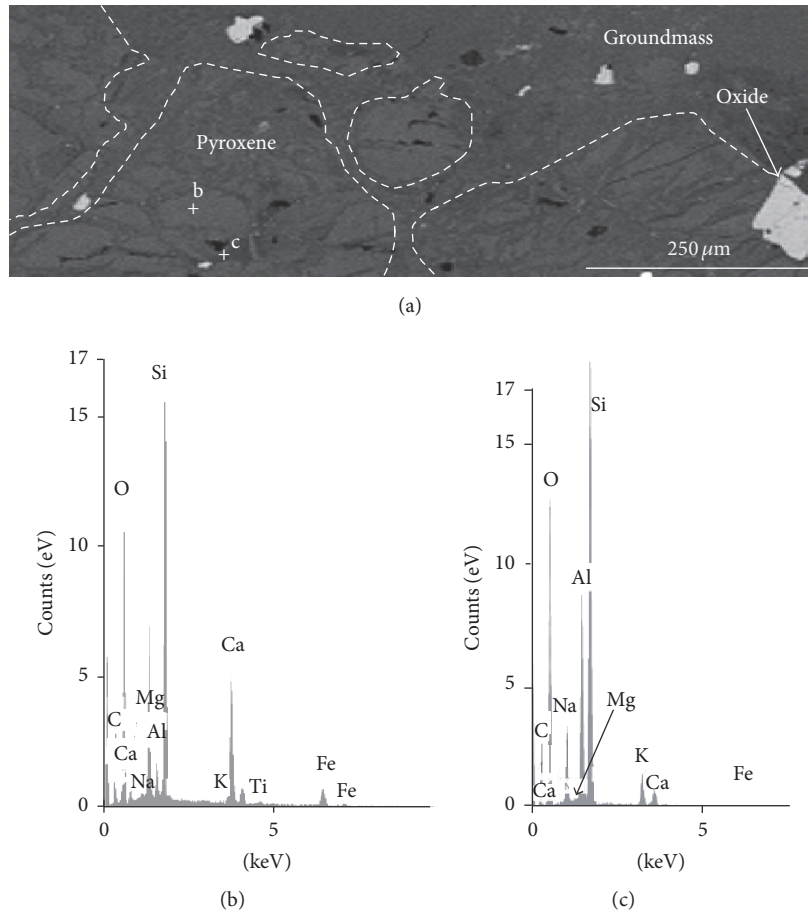 Groundmass
Oxide
Pyroxene
b
c
250 μm
(a)
17
Si
15
O
10
Counts (eV)
Ca
5
Mg
C
Al
Ca
Na
K
Ti
Fe
Fe
0
0
5
(keV)
(b)
17
Si
15
O
10
Al
Counts (eV)
5
Mg
Na
C
K
Ca
Fe
Ca
0
0
5
(keV)
(c)